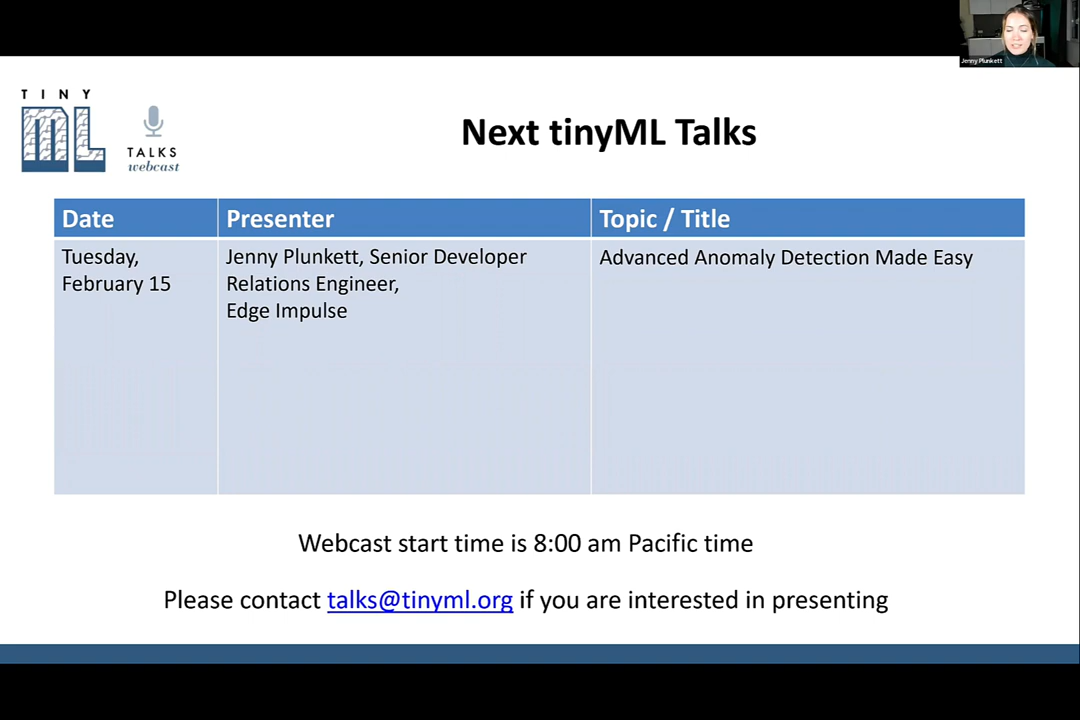 Jenny Plunkett
TINY
ML
TALKS
webcast
Next tinyML Talks
Date
Presenter
Topic / Title
Tuesday,
February 15
Jenny Plunkett, Senior Developer
Relations Engineer,
Edge Impulse
Advanced Anomaly Detection Made Easy
Webcast start time is 8:00 am Pacific time
Please contact talks@tinyml.org if you are interested in presenting